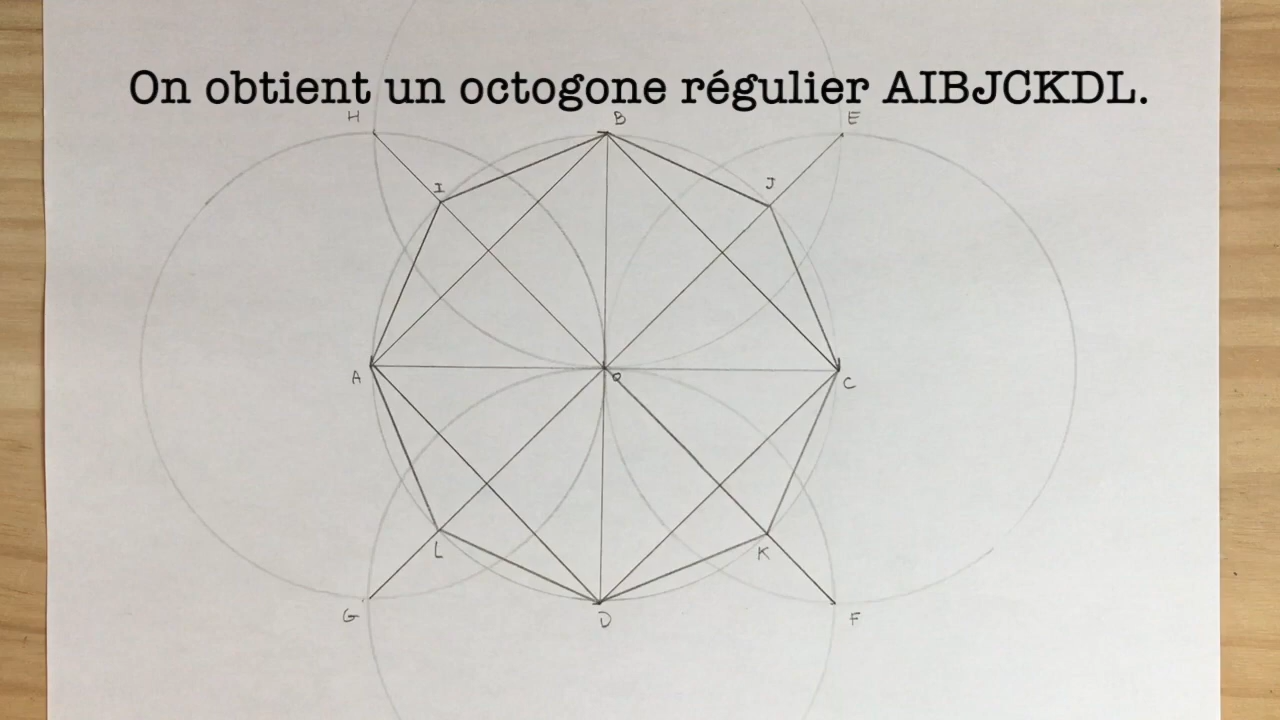 On obtient un octogone régulier AIBJCKDL.
H B E
I J
A O C
L K
G D F